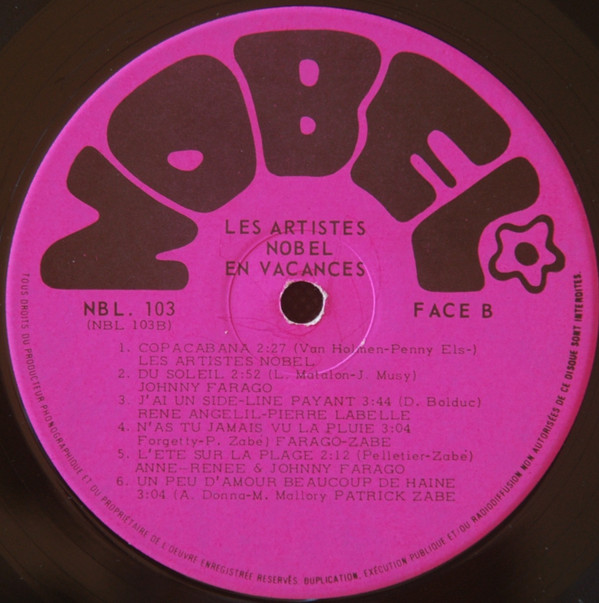 NOBEL
LES ARTISTES
NOBEL
EN VACANCES
NBL. 103
(NBL 103B)
FACE B
1. COPACABANA 2:27 (Van Holmen-Penny Els-)
LES ARTISTES NOBEL
2. DU SOLEIL 2:52 (L. Matalon-J. Musy)
JOHNNY FARAGO
3. J'AI UN SIDE-LINE PAYANT 3:44 (D. Bolduc)
RENE ANGELIL-PIERRE LABELLE
4. N'AS TU JAMAIS VU LA PLUIE 3:04
Forgetty-P. Zabé) FARAGO-ZABE
5. L'ETE SUR LA PLAGE 2:12 (Pelletier-Zabé)
ANNE-RENEE & JOHNNY FARAGO
6. UN PEU D'AMOUR BEAUCOUP DE HAINE
3:04 (A. Donna-M. Mallory PATRICK ZABE
TOUS DROITS DU PRODUCTEUR PHONOGRAPHIQUE ET DU PROPRIÉTAIRE DE L'OEUVRE ENREGISTRÉE RESERVÉS. DUPLICATION, EXÉCUTION PUBLIQUE ET/OU RADIODIFFUSION NON AUTORISÉES DE CE DISQUE SONT INTERDITES.